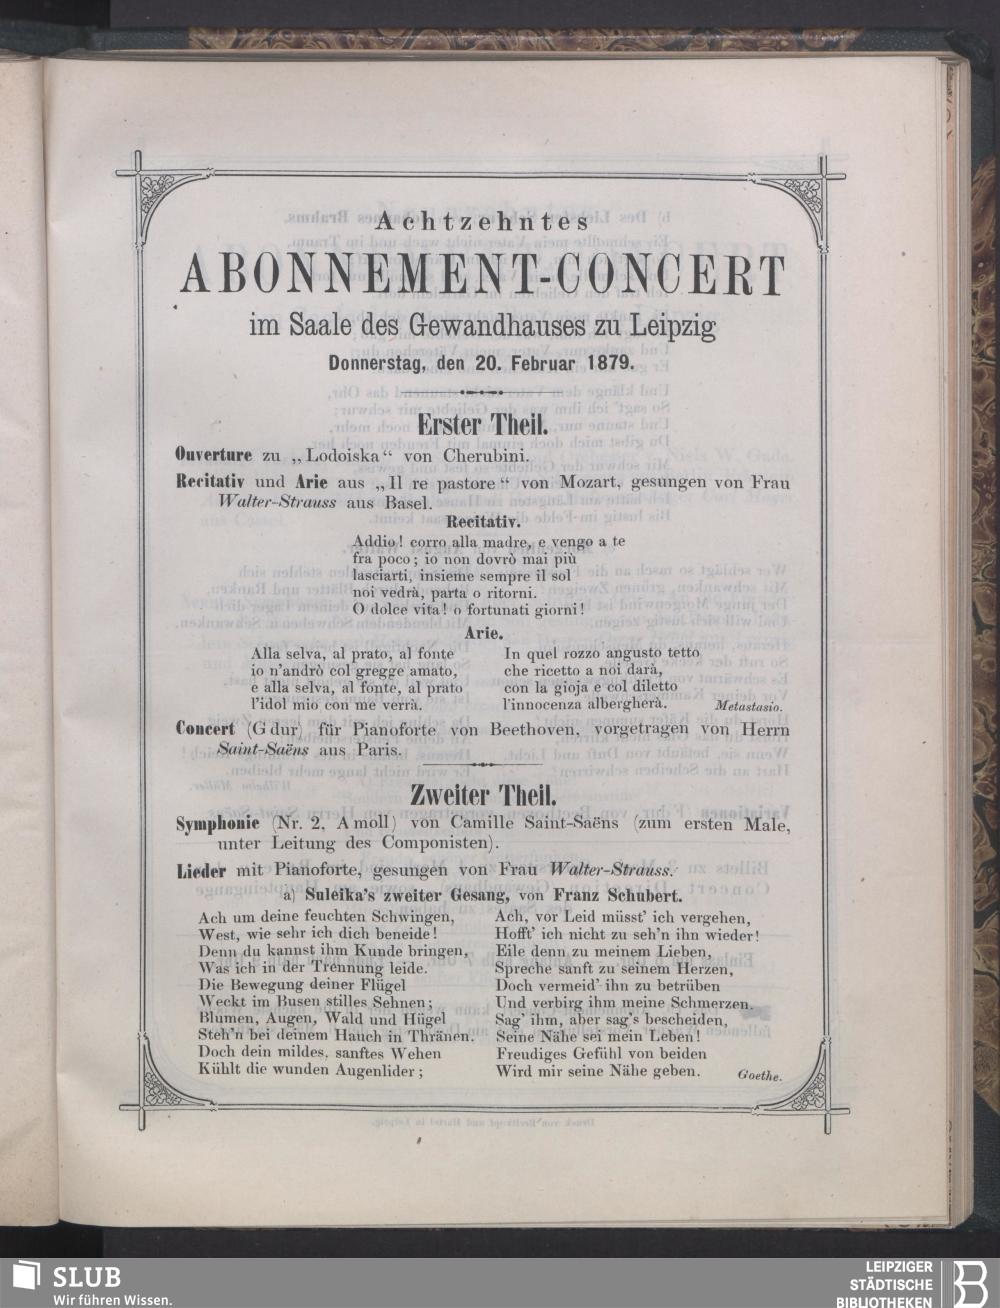 Achtzehntes
ABONNEMENT-CONCERT
im Saale des Gewandhauses zu Leipzig
Donnerstag, den 20. Februar 1879.
Erster Theil.
Ouverture zu „Lodoiska“ von Cherubini.
Recitativ und Arie aus „Il re pastore“ von Mozart, gesungen von Frau
Walter-Strauss aus Basel.
Recitativ.
Addio! corro alla madre, e vengo a te
fra poco; io non dovrò mai più
lasciarti, insieme sempre il sol
noi vedrà, parta o ritorni.
O dolce vita! o fortunati giorni!
Arie.
Alla selva, al prato, al fonte
io n'andrò col gregge amato,
e alla selva, al fonte, al prato
l'idol mio con me verrà.
In quel rozzo angusto tetto
che ricetto a noi darà,
con la gioja e col diletto
l'innocenza albergherà.
Metastasio.
Concert (G dur) für Pianoforte von Beethoven, vorgetragen von Herrn
Saint-Saëns aus Paris.
Zweiter Theil.
Symphonie (Nr. 2, A moll) von Camille Saint-Saëns (zum ersten Male,
unter Leitung des Componisten).
Lieder mit Pianoforte, gesungen von Frau Walter-Strauss.
a) Suleika's zweiter Gesang, von Franz Schubert.
Ach um deine feuchten Schwingen,
West, wie sehr ich dich beneide!
Denn du kannst ihm Kunde bringen,
Was ich in der Trennung leide.
Die Bewegung deiner Flügel
Weckt im Busen stilles Sehnen;
Blumen, Augen, Wald und Hügel
Steh'n bei deinem Hauch in Thränen.
Doch dein mildes, sanftes Wehen
Kühlt die wunden Augenlider;
Ach, vor Leid müsst' ich vergehen,
Hofft' ich nicht zu seh'n ihn wieder!
Eile denn zu meinem Lieben,
Spreche sanft zu seinem Herzen,
Doch vermeid' ihn zu betrüben
Und verbirg ihm meine Schmerzen.
Sag' ihm, aber sag's bescheiden,
Seine Nähe sei mein Leben!
Freudiges Gefühl von beiden
Wird mir seine Nähe geben.
Goethe.
SLUB
Wir führen Wissen.
LEIPZIGER
STÄDTISCHE
BIBLIOTHEKEN